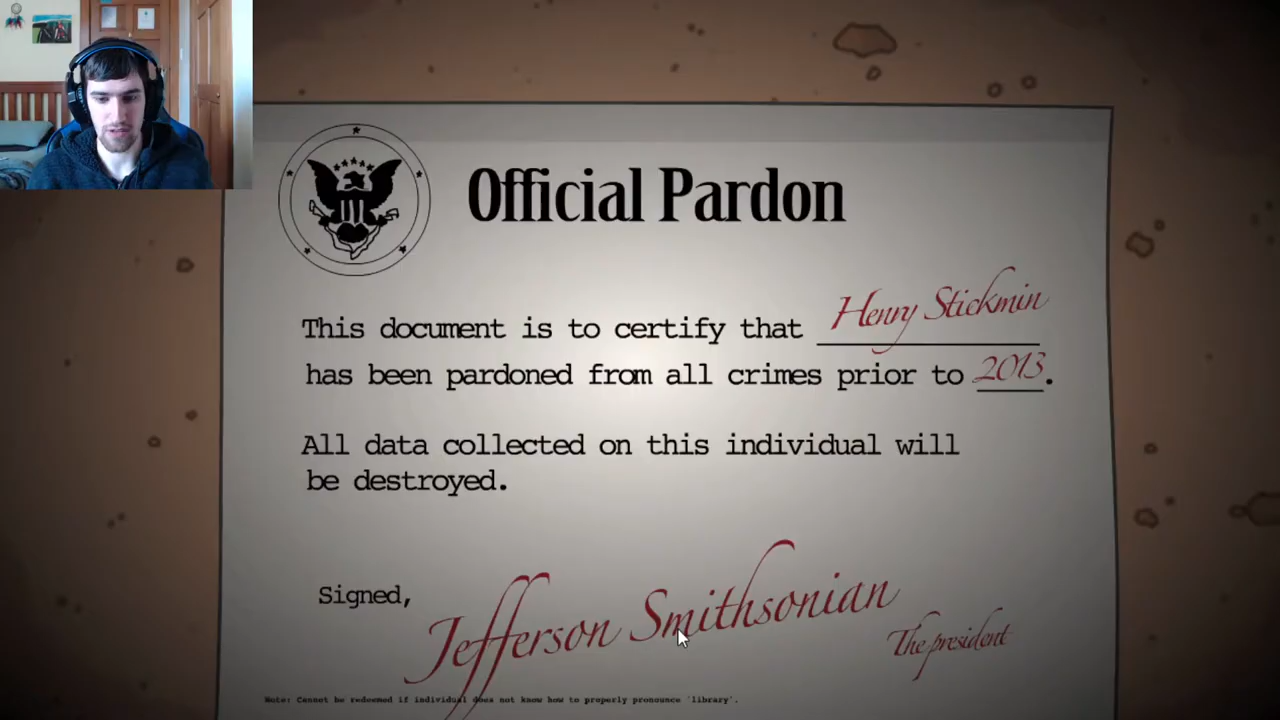 Official Pardon
This document is to certify that Henry Stickmin
has been pardoned from all crimes prior to 2013.
All data collected on this individual will
be destroyed.
Signed,
Jefferson Smithsonian
The president
Note: Cannot be redeemed if individual does not know how to properly pronounce 'library'.